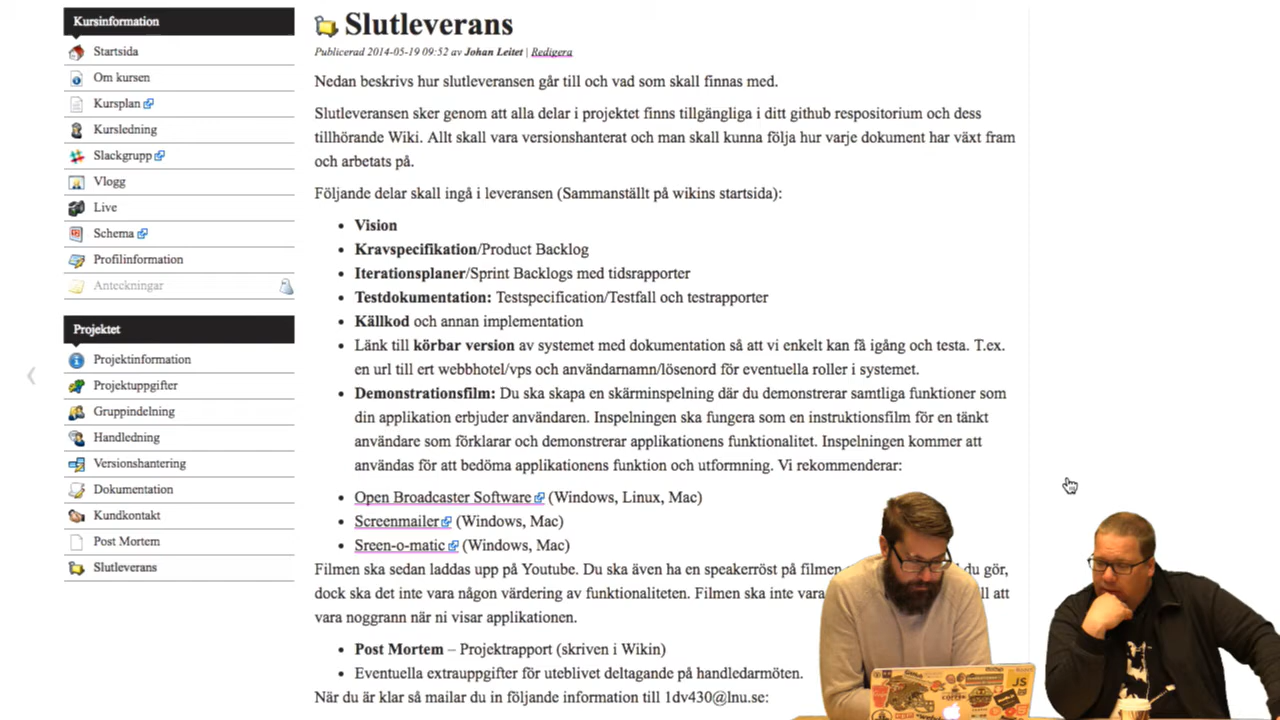 Kursinformation
Startsida
Om kursen
Kursplan
Kursledning
Slackgrupp
Vlogg
Live
Schema
Profilinformation
Anteckningar
Projektet
Projektinformation
Projektuppgifter
Gruppindelning
Handledning
Versionshantering
Dokumentation
Kundkontakt
Post Mortem
Slutleverans
Slutleverans
Publicerad 2014-05-19 09:52 av Johan Leitet | Redigera
Nedan beskrivs hur slutleveransen går till och vad som skall finnas med.
Slutleveransen sker genom att alla delar i projektet finns tillgängliga i ditt github respositorium och dess
tillhörande Wiki. Allt skall vara versionshanterat och man skall kunna följa hur varje dokument har växt fram
och arbetats på.
Följande delar skall ingå i leveransen (Sammanställt på wikins startsida):
• Vision
• Kravspecifikation/Product Backlog
• Iterationsplaner/Sprint Backlogs med tidsrapporter
• Testdokumentation: Testspecification/Testfall och testrapporter
• Källkod och annan implementation
• Länk till körbar version av systemet med dokumentation så att vi enkelt kan få igång och testa. T.ex.
en url till ert webbhotel/vps och användarnamn/lösenord för eventuella roller i systemet.
• Demonstrationsfilm: Du ska skapa en skärminspelning där du demonstrerar samtliga funktioner som
din applikation erbjuder användaren. Inspelningen ska fungera som en instruktionsfilm för en tänkt
användare som förklarar och demonstrerar applikationens funktionalitet. Inspelningen kommer att
användas för att bedöma applikationens funktion och utformning. Vi rekommenderar:
• Open Broadcaster Software (Windows, Linux, Mac)
• Screenmailer (Windows, Mac)
• Sreen-o-matic (Windows, Mac)
Filmen ska sedan laddas upp på Youtube. Du ska även ha en speakerröst på filmen du gör,
dock ska det inte vara någon värdering av funktionaliteten. Filmen ska inte vara att
vara noggrann när ni visar applikationen.
• Post Mortem – Projektrapport (skriven i Wikin)
• Eventuella extrauppgifter för uteblivet deltagande på handledarmöten.
När du är klar så mailar du in följande information till 1dv430@lnu.se:
JS